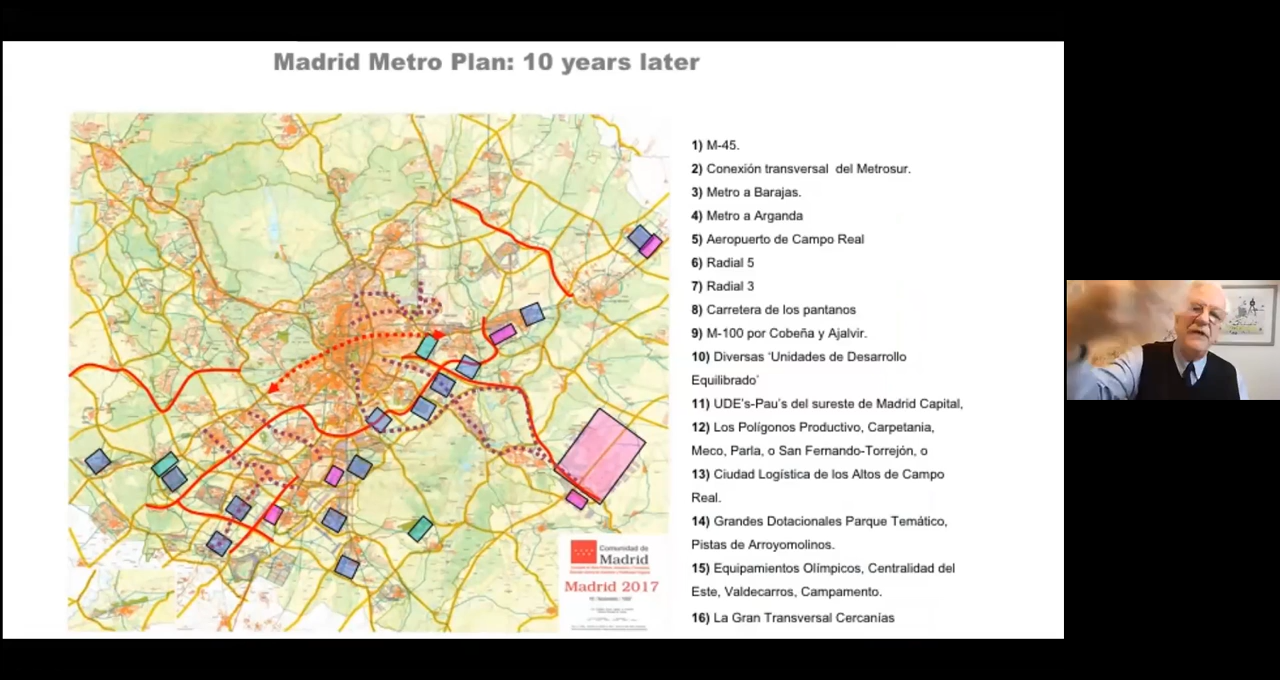 Madrid Metro Plan: 10 years later
1) M-45.
2) Conexión transversal del Metrosur.
3) Metro a Barajas.
4) Metro a Arganda
5) Aeropuerto de Campo Real
6) Radial 5
7) Radial 3
8) Carretera de los pantanos
9) M-100 por Cobeña y Ajalvir.
10) Diversas ‘Unidades de Desarrollo
Equilibrado’
11) UDE’s-Pau’s del sureste de Madrid Capital,
12) Los Polígonos Productivo, Carpetania,
Meco, Parla, o San Fernando-Torrejón, o
13) Ciudad Logística de los Altos de Campo
Real.
14) Grandes Dotacionales Parque Temático,
Pistas de Arroyomolinos.
15) Equipamientos Olímpicos, Centralidad del
Este, Valdecarros, Campamento.
16) La Gran Transversal Cercanías
Comunidad de
Madrid
Madrid 2017